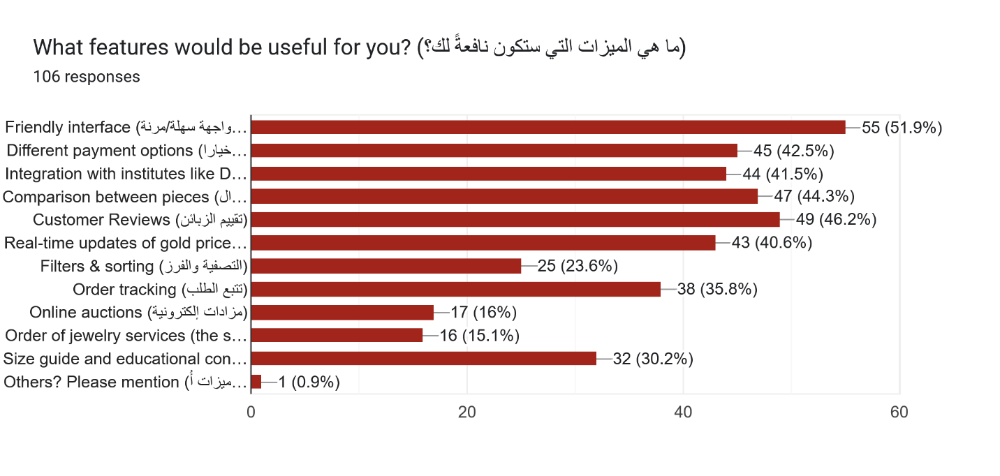 What features would be useful for you? (ما هي الميزات التي ستكون نافعةً لك؟)
106 responses
Friendly interface (واجهة سهلة/مرنة… 55 (51.9%)
Different payment options (خيارا… 45 (42.5%)
Integration with institutes like D… 44 (41.5%)
Comparison between pieces (ال… 47 (44.3%)
Customer Reviews (تقييم الزبائن) 49 (46.2%)
Real-time updates of gold price… 43 (40.6%)
Filters & sorting (التصفية والفرز) 25 (23.6%)
Order tracking (تتبع الطلب) 38 (35.8%)
Online auctions (مزادات إلكترونية) 17 (16%)
Order of jewelry services (the s… 16 (15.1%)
Size guide and educational con… 32 (30.2%)
Others? Please mention (ميزات أُ… 1 (0.9%)
0 20 40 60